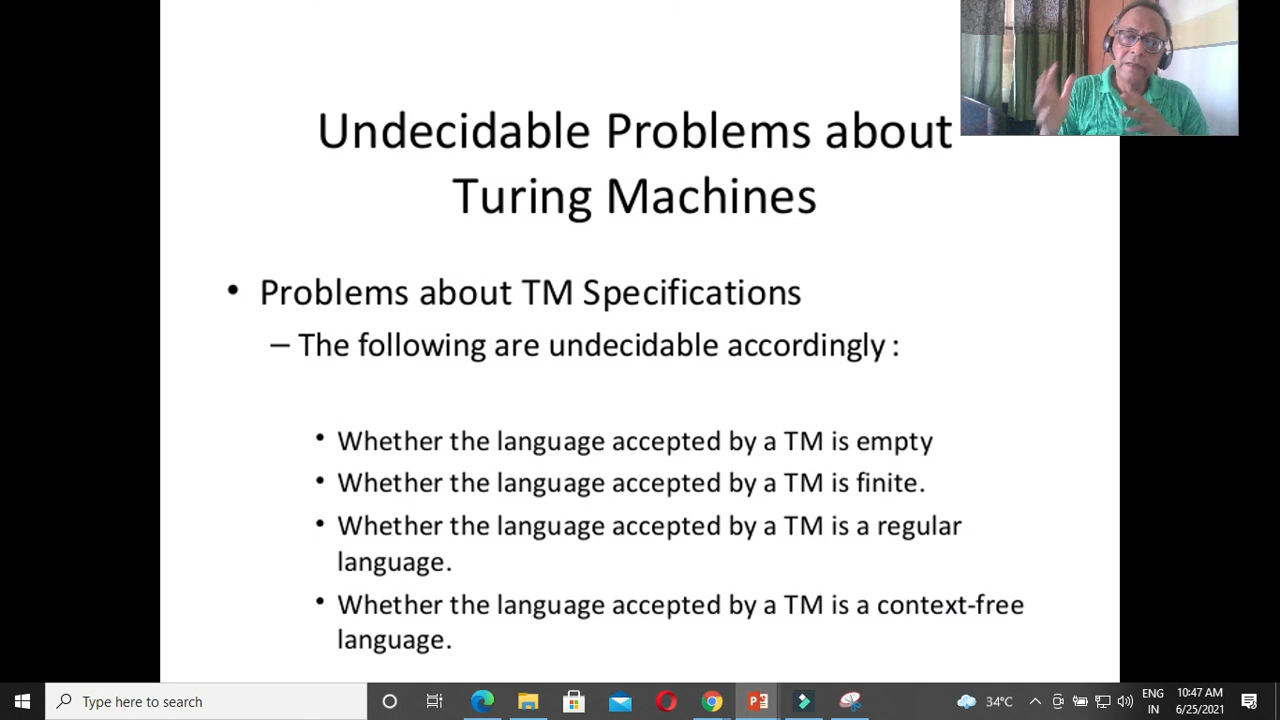 Undecidable Problems about
Turing Machines
• Problems about TM Specifications
– The following are undecidable accordingly :
• Whether the language accepted by a TM is empty
• Whether the language accepted by a TM is finite.
• Whether the language accepted by a TM is a regular
language.
• Whether the language accepted by a TM is a context-free
language.
Type here to search
34°C
ENG
IN
10:47 AM
6/25/2021